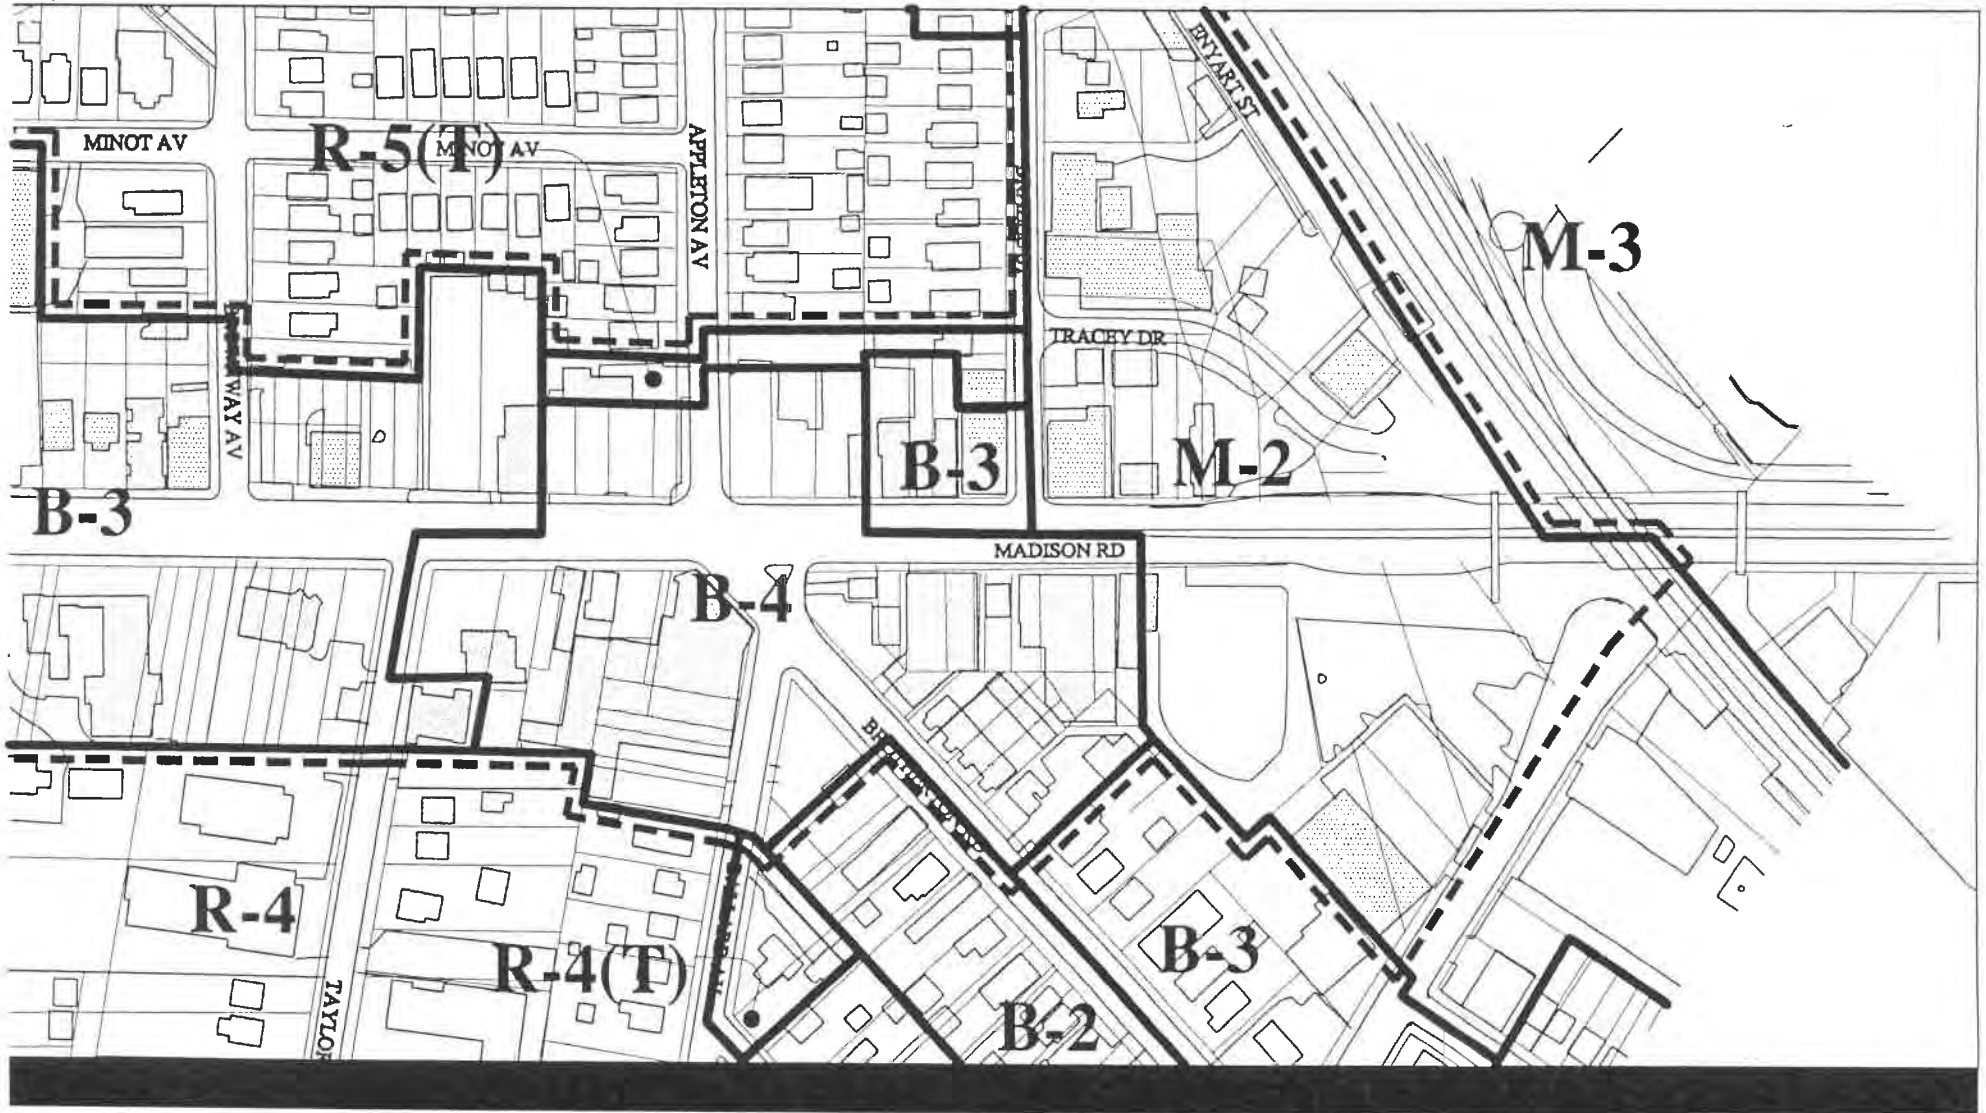 ENYART ST
MINOT AV
R-5(T)
MINOT AV
APPLETON AV
M-3
TRACEY DR
WAY AV
B-3
M-2
B-3
MADISON RD
B-4
R-4
R-4(T)
B-3
B-2
TAYLOR